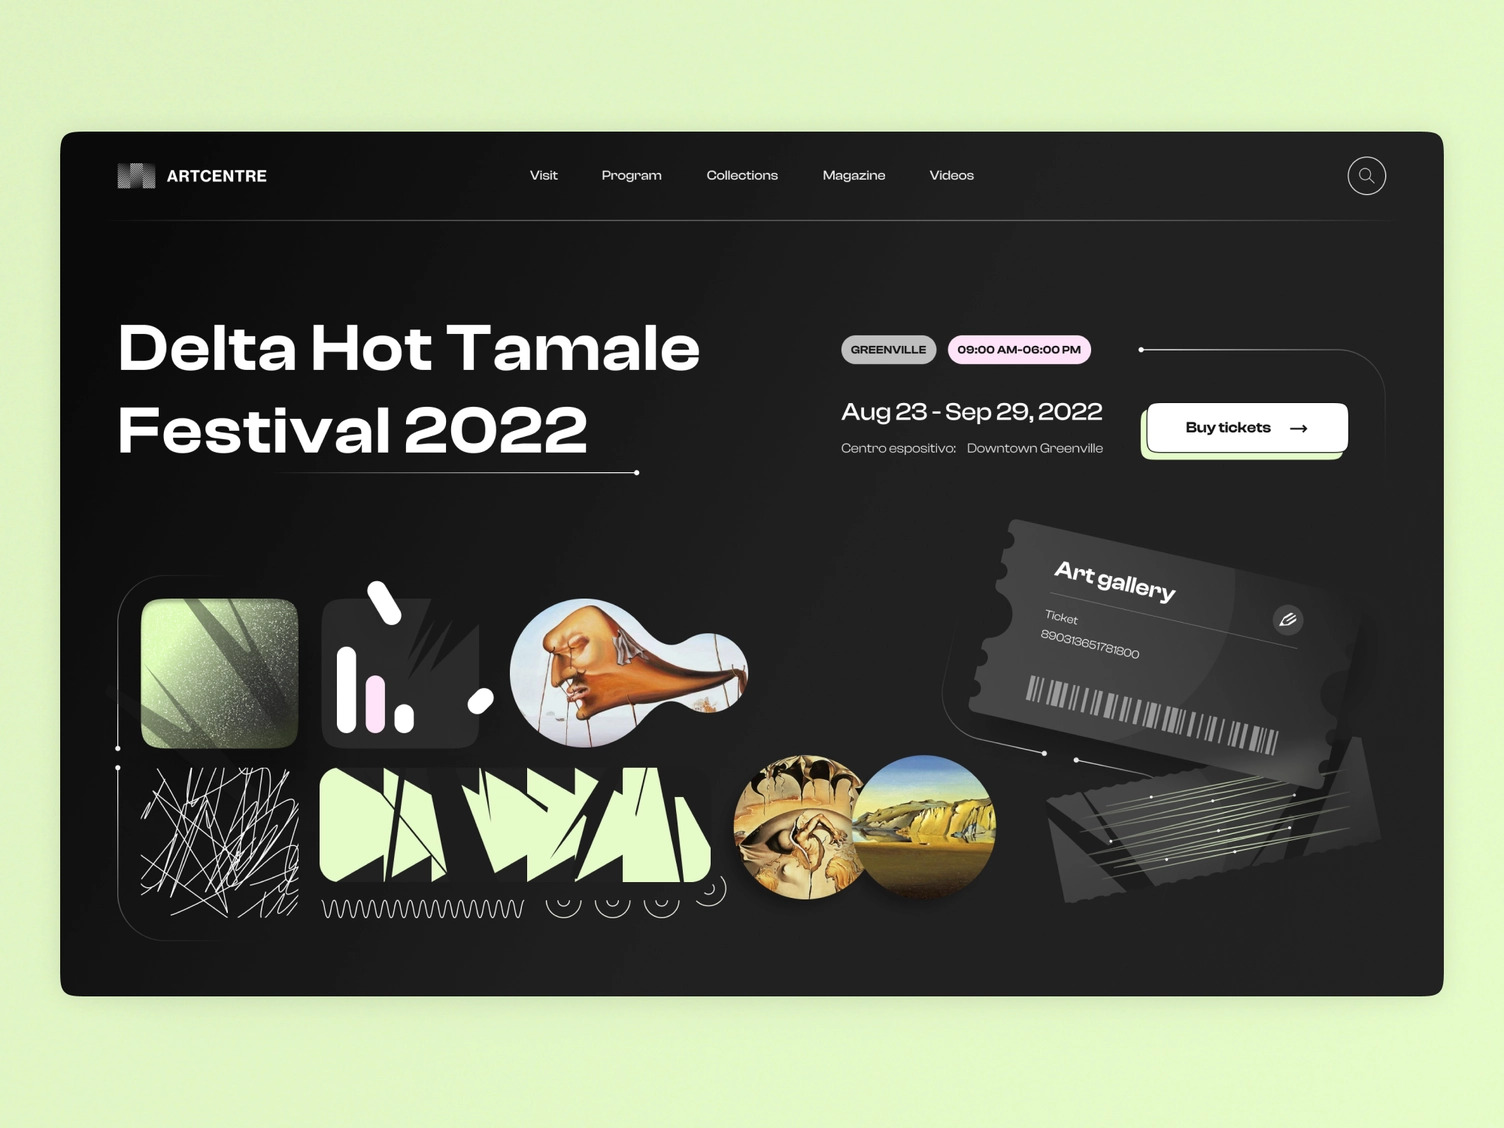 ARTCENTRE
Visit
Program
Collections
Magazine
Videos
Delta Hot Tamale
Festival 2022
GREENVILLE
09:00 AM-06:00 PM
Aug 23 - Sep 29, 2022
Centro espositivo: Downtown Greenville
Buy tickets
Art gallery
Ticket
890313651781800